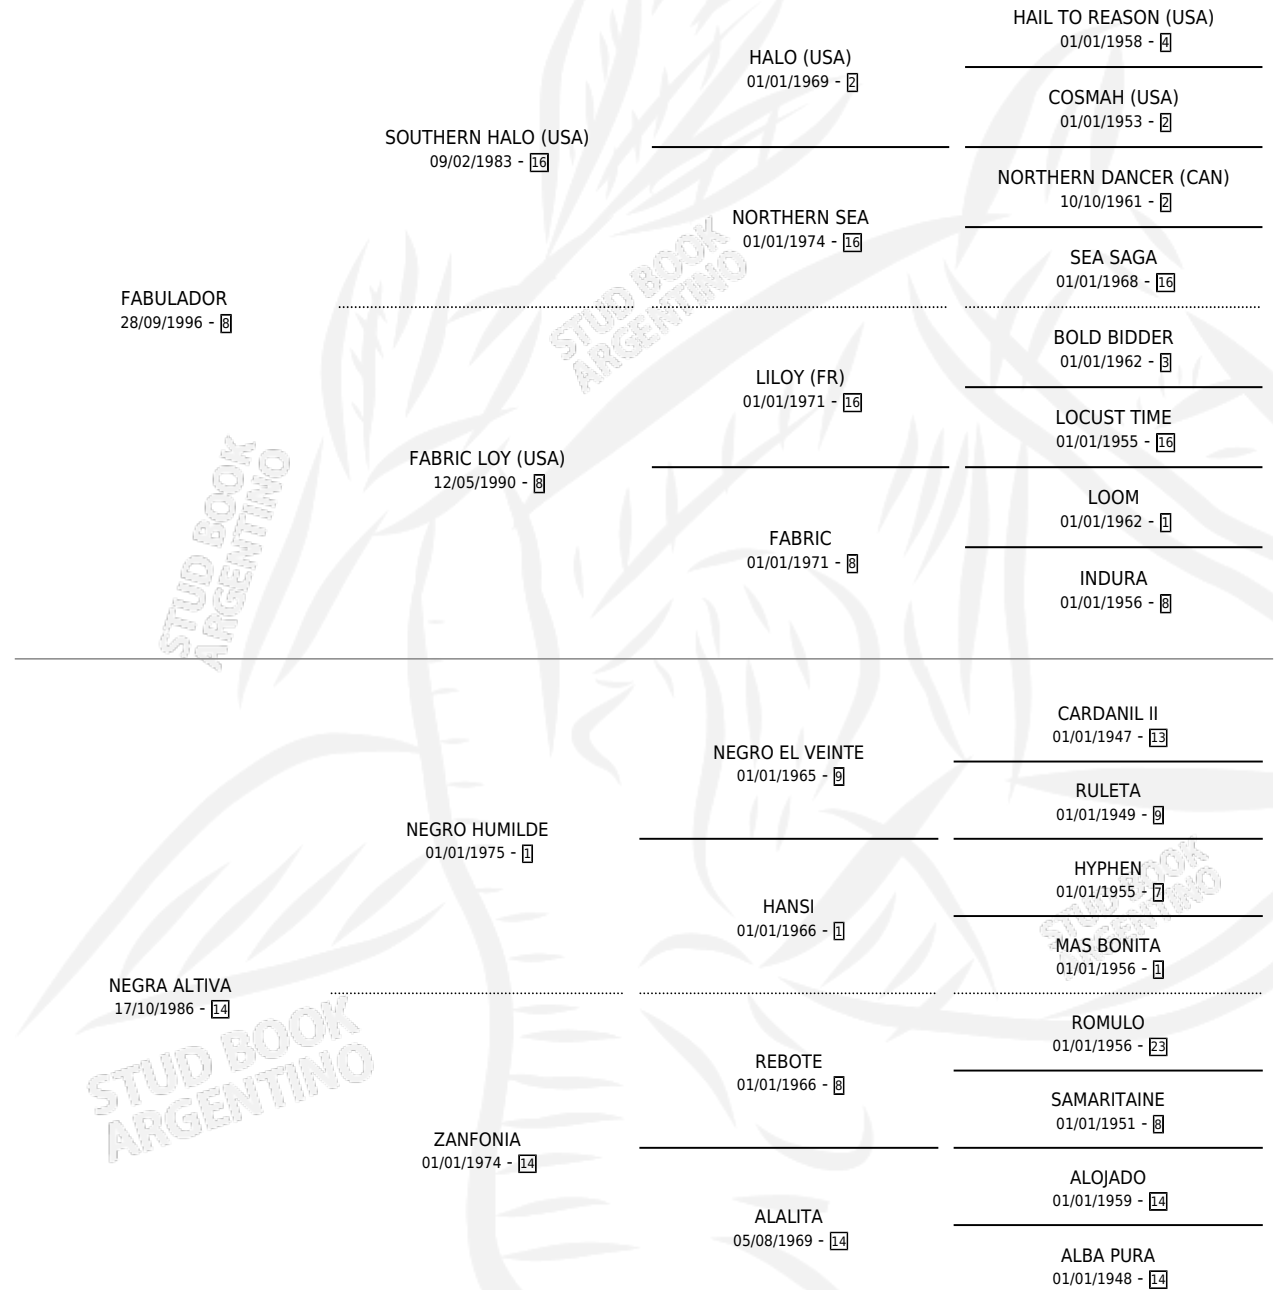 HAIL TO REASON (USA)
01/01/1958 - 4
HALO (USA)
01/01/1969 - 2
COSMAH (USA)
01/01/1953 - 2
SOUTHERN HALO (USA)
09/02/1983 - 16
NORTHERN DANCER (CAN)
10/10/1961 - 2
NORTHERN SEA
01/01/1974 - 16
SEA SAGA
01/01/1968 - 16
STUD BOOK
ARGENTINO
FABULADOR
28/09/1996 - 8
BOLD BIDDER
01/01/1962 - 3
LILOY (FR)
01/01/1971 - 16
LOCUST TIME
01/01/1955 - 16
FABRIC LOY (USA)
12/05/1990 - 8
LOOM
01/01/1962 - 1
FABRIC
01/01/1971 - 8
INDURA
01/01/1956 - 8
STUD BOOK
ARGENTINO
CARDANIL II
01/01/1947 - 13
NEGRO EL VEINTE
01/01/1965 - 9
RULETA
01/01/1949 - 9
NEGRO HUMILDE
01/01/1975 - 1
HYPHEN
01/01/1955 - 7
HANSI
01/01/1966 - 1
MAS BONITA
01/01/1956 - 1
STUD BOOK
ARGENTINO
NEGRA ALTIVA
17/10/1986 - 14
ROMULO
01/01/1956 - 23
REBOTE
01/01/1966 - 8
SAMARITAINE
01/01/1951 - 8
STUD BOOK
ARGENTINO
ZANFONIA
01/01/1974 - 14
ALOJADO
01/01/1959 - 14
ALALITA
05/08/1969 - 14
ALBA PURA
01/01/1948 - 14